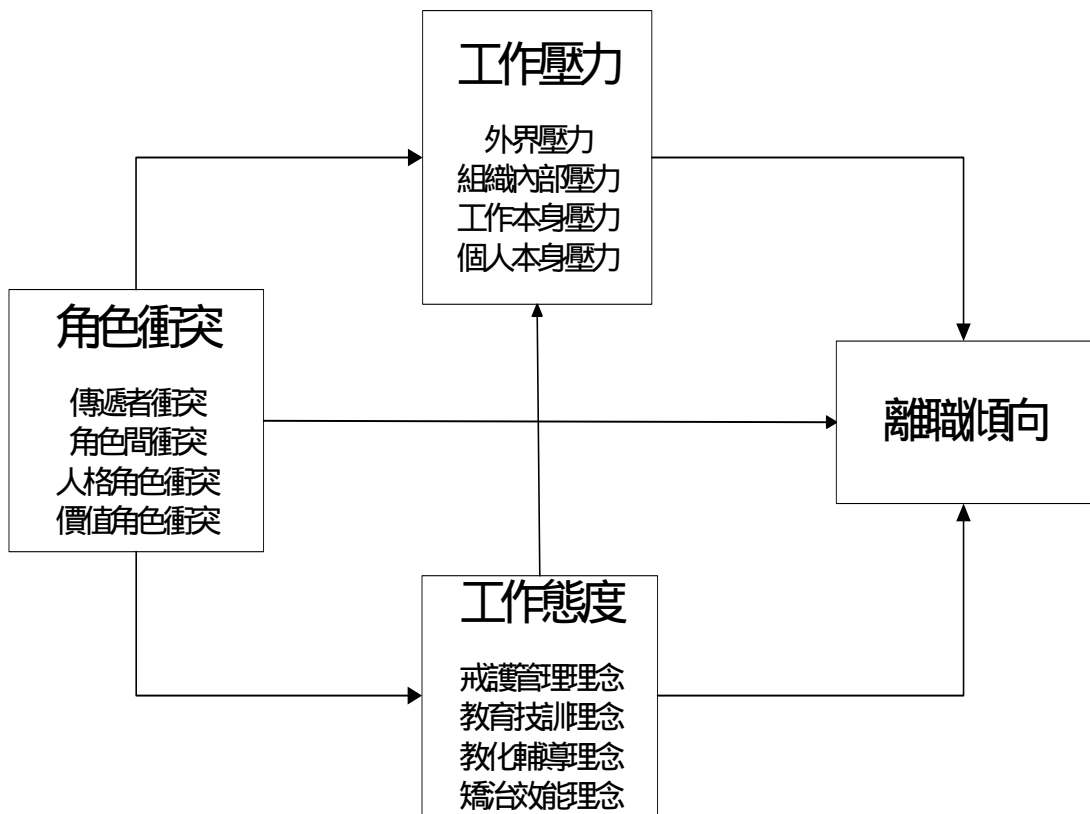 工作壓力
外界壓力
組織內部壓力
工作本身壓力
個人本身壓力
角色衝突
傳遞者衝突
角色間衝突
人格角色衝突
價值角色衝突
離職傾向
工作態度
戒護管理理念
教育技訓理念
教化輔導理念
矯治效能理念